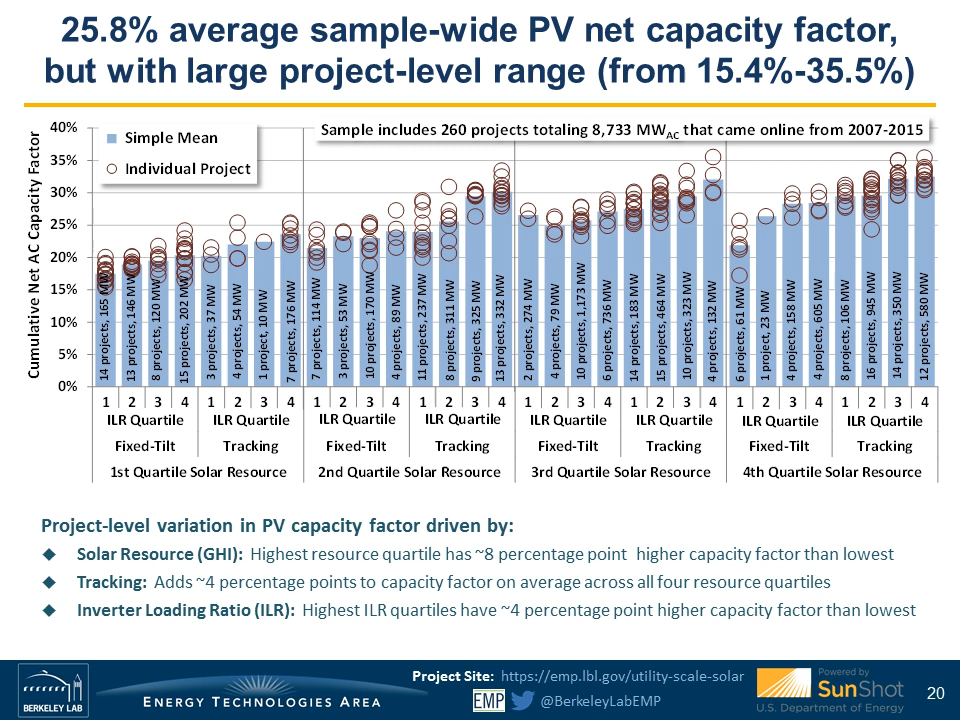 25.8% average sample-wide PV net capacity factor,
but with large project-level range (from 15.4%-35.5%)
Cumulative Net AC Capacity Factor
40%
35%
30%
25%
20%
15%
10%
5%
0%
Simple Mean
Individual Project
Sample includes 260 projects totaling 8,733 MWAC that came online from 2007-2015
14 projects, 165 MW
13 projects, 146 MW
8 projects, 120 MW
15 projects, 202 MW
3 projects, 37 MW
4 projects, 54 MW
1 project, 10 MW
7 projects, 176 MW
7 projects, 114 MW
3 projects, 53 MW
10 projects, 170 MW
4 projects, 89 MW
11 projects, 237 MW
8 projects, 311 MW
9 projects, 325 MW
13 projects, 332 MW
2 projects, 274 MW
4 projects, 79 MW
10 projects, 1,173 MW
6 projects, 736 MW
14 projects, 183 MW
15 projects, 464 MW
10 projects, 323 MW
4 projects, 132 MW
6 projects, 61 MW
1 project, 23 MW
4 projects, 158 MW
4 projects, 605 MW
8 projects, 106 MW
16 projects, 945 MW
14 projects, 350 MW
12 projects, 580 MW
1 2 3 4 1 2 3 4 1 2 3 4 1 2 3 4 1 2 3 4 1 2 3 4 1 2 3 4 1 2 3 4
ILR Quartile ILR Quartile ILR Quartile ILR Quartile ILR Quartile ILR Quartile ILR Quartile ILR Quartile
Fixed-Tilt Tracking Fixed-Tilt Tracking Fixed-Tilt Tracking Fixed-Tilt Tracking
1st Quartile Solar Resource 2nd Quartile Solar Resource 3rd Quartile Solar Resource 4th Quartile Solar Resource
Project-level variation in PV capacity factor driven by:
Solar Resource (GHI): Highest resource quartile has ~8 percentage point higher capacity factor than lowest
Tracking: Adds ~4 percentage points to capacity factor on average across all four resource quartiles
Inverter Loading Ratio (ILR): Highest ILR quartiles have ~4 percentage point higher capacity factor than lowest
BERKELEY LAB
ENERGY TECHNOLOGIES AREA
Project Site: https://emp.lbl.gov/utility-scale-solar
EMP @BerkeleyLabEMP
Powered by
SunShot
U.S. Department of Energy
20